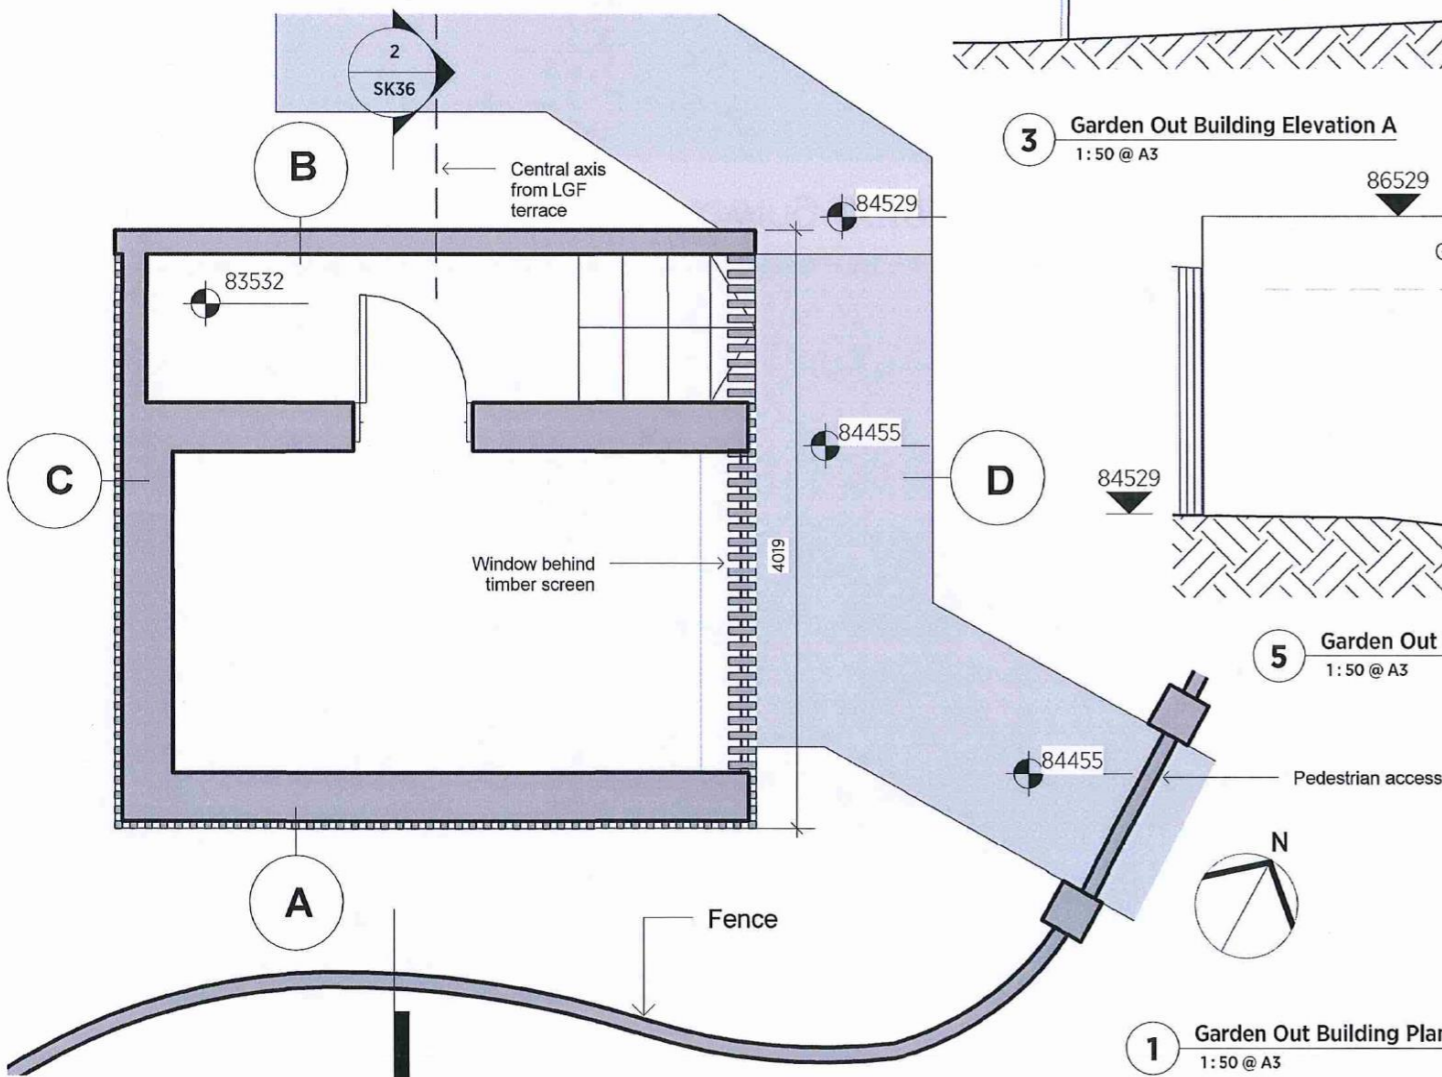 2
SK36
B
Central axis
from LGF
terrace
3
Garden Out Building Elevation A
1:50 @ A3
86529
84529
83532
84455
C
D
84529
Window behind
timber screen
4019
5
Garden Out
1:50 @ A3
84455
Pedestrian access
N
A
Fence
1
Garden Out Building Plan
1:50 @ A3